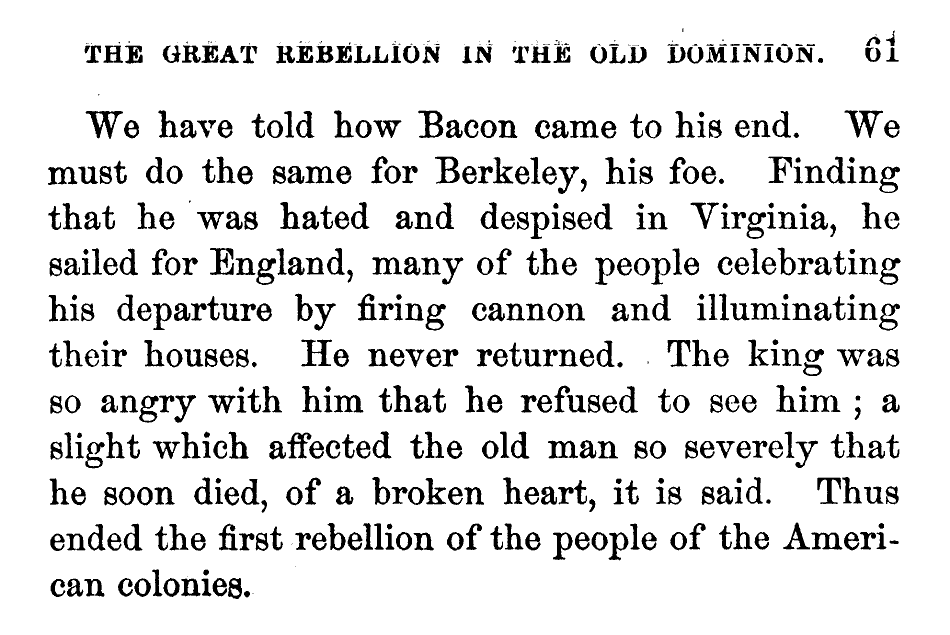 THE GREAT REBELLION IN THE OLD DOMINION. 61
We have told how Bacon came to his end. We
must do the same for Berkeley, his foe. Finding
that he was hated and despised in Virginia, he
sailed for England, many of the people celebrating
his departure by firing cannon and illuminating
their houses. He never returned. The king was
so angry with him that he refused to see him ; a
slight which affected the old man so severely that
he soon died, of a broken heart, it is said. Thus
ended the first rebellion of the people of the Ameri-
can colonies.